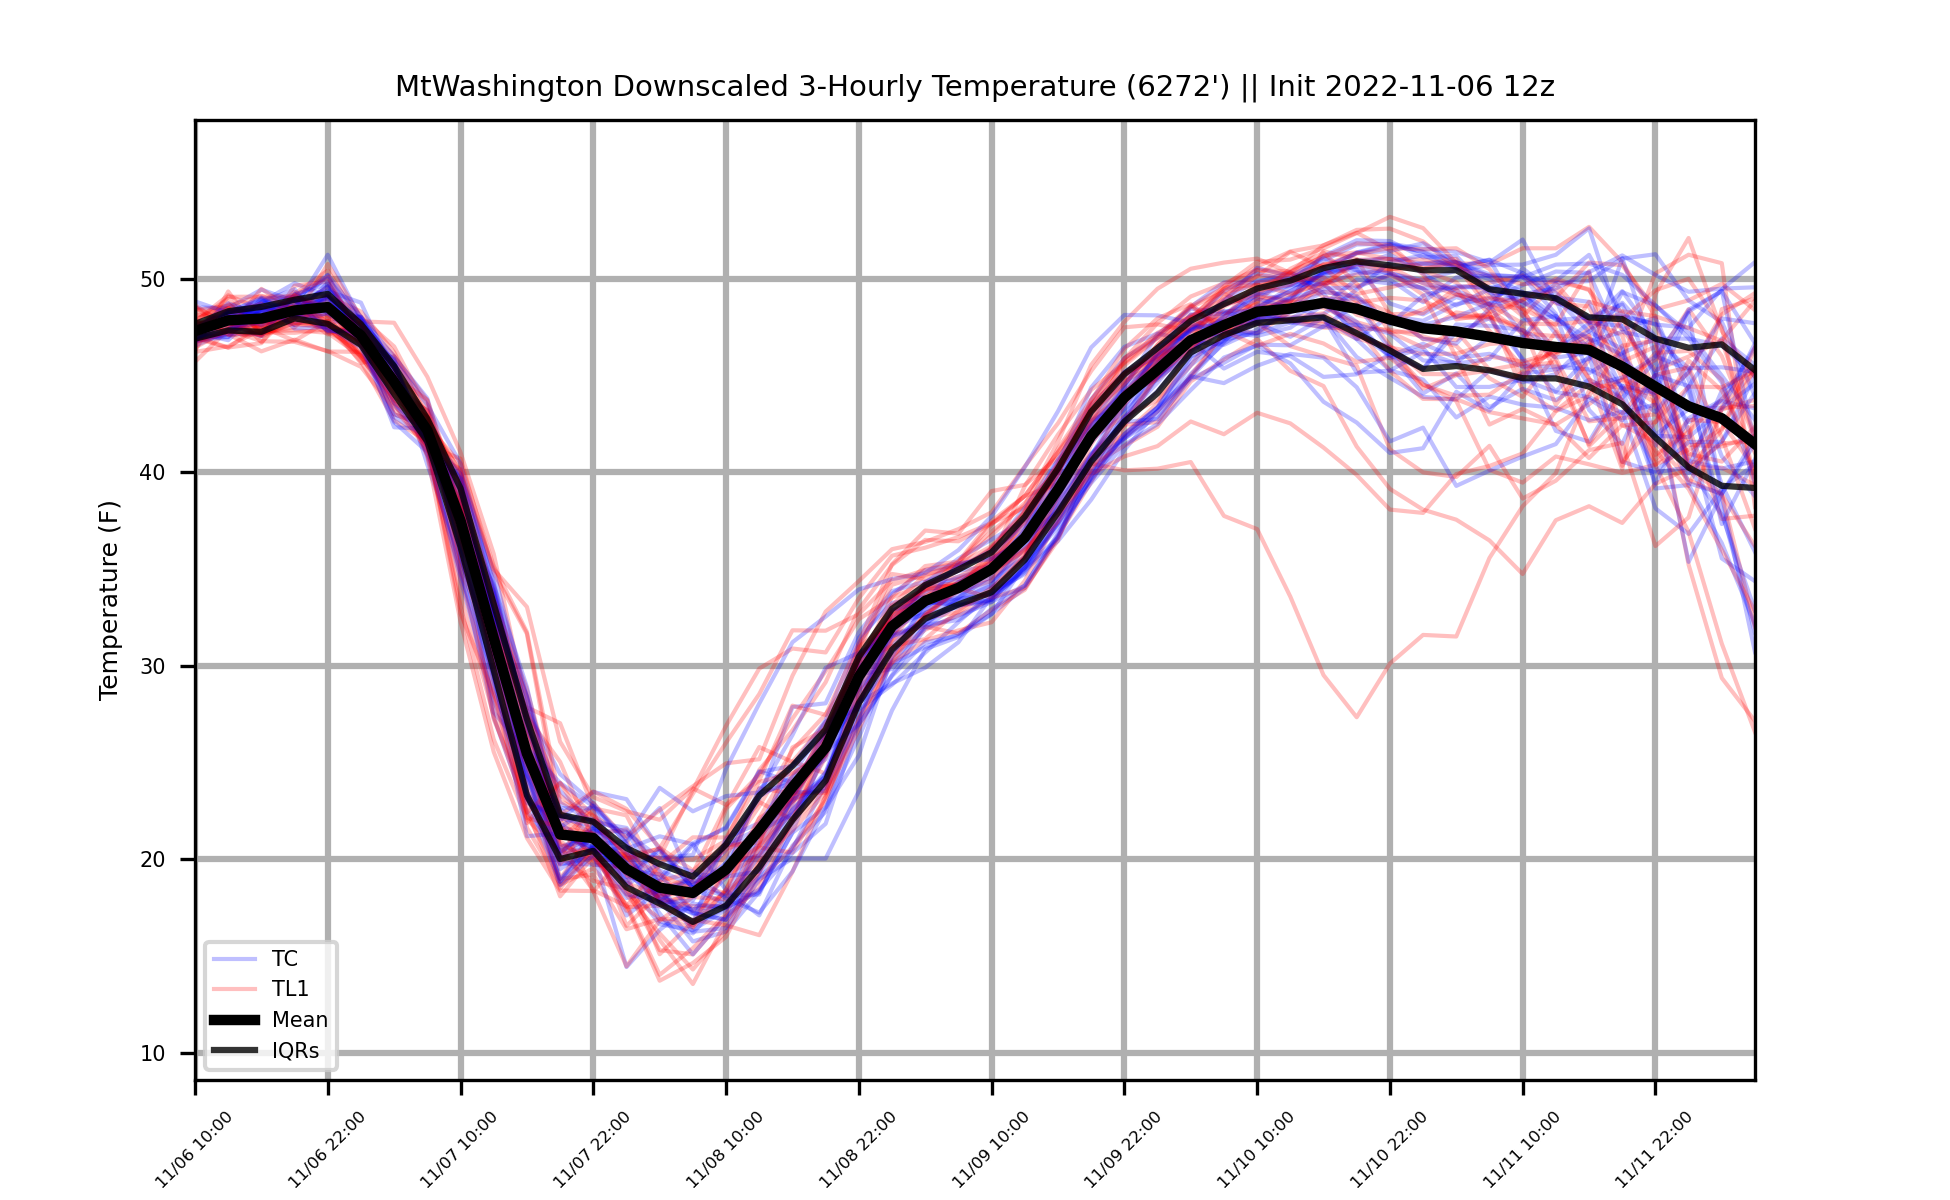 MtWashington Downscaled 3-Hourly Temperature (6272') || Init 2022-11-06 12z
Temperature (F)
50
40
30
20
10
TC
TL1
Mean
IQRs
11/06 10:00
11/06 22:00
11/07 10:00
11/07 22:00
11/08 10:00
11/08 22:00
11/09 10:00
11/09 22:00
11/10 10:00
11/10 22:00
11/11 10:00
11/11 22:00